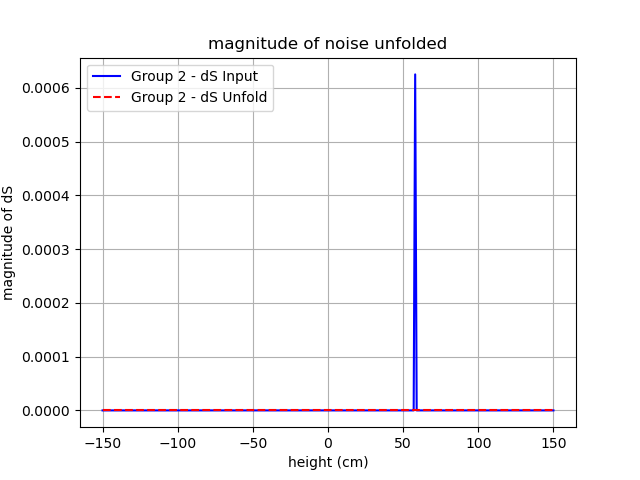 magnitude of noise unfolded
Group 2 - dS Input
Group 2 - dS Unfold
magnitude of dS
0.0006
0.0005
0.0004
0.0003
0.0002
0.0001
0.0000
−150
−100
−50
0
50
100
150
height (cm)